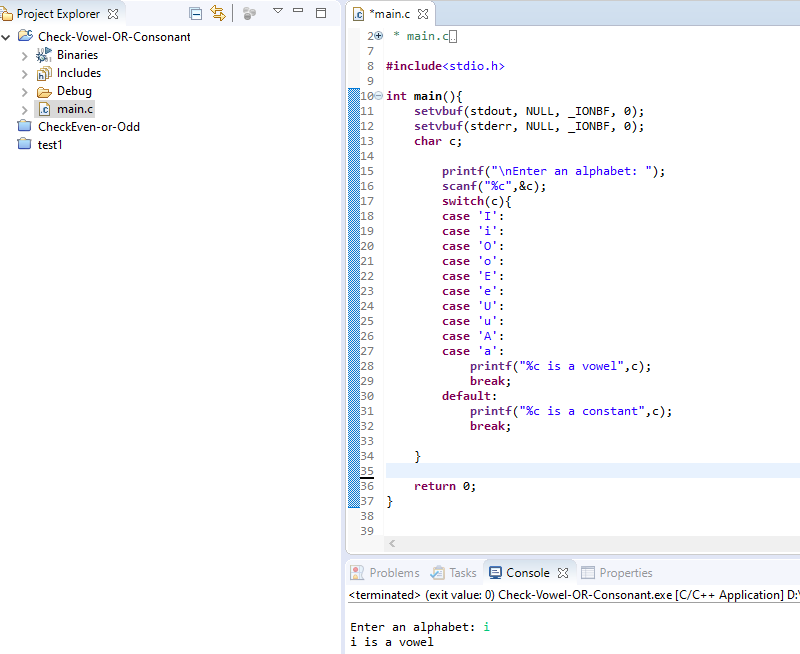 Project Explorer
Check-Vowel-OR-Consonant
Binaries
Includes
Debug
main.c
CheckEven-or-Odd
test1
*main.c
2 * main.c
7
8 #include<stdio.h>
9
10 int main(){
11 setvbuf(stdout, NULL, _IONBF, 0);
12 setvbuf(stderr, NULL, _IONBF, 0);
13 char c;
14
15 printf("\nEnter an alphabet: ");
16 scanf("%c",&c);
17 switch(c){
18 case 'I':
19 case 'i':
20 case 'O':
21 case 'o':
22 case 'E':
23 case 'e':
24 case 'U':
25 case 'u':
26 case 'A':
27 case 'a':
28 printf("%c is a vowel",c);
29 break;
30 default:
31 printf("%c is a constant",c);
32 break;
33
34 }
35
36 return 0;
37 }
38
39
Problems Tasks Console Properties
<terminated> (exit value: 0) Check-Vowel-OR-Consonant.exe [C/C++ Application] D:\
Enter an alphabet: i
i is a vowel